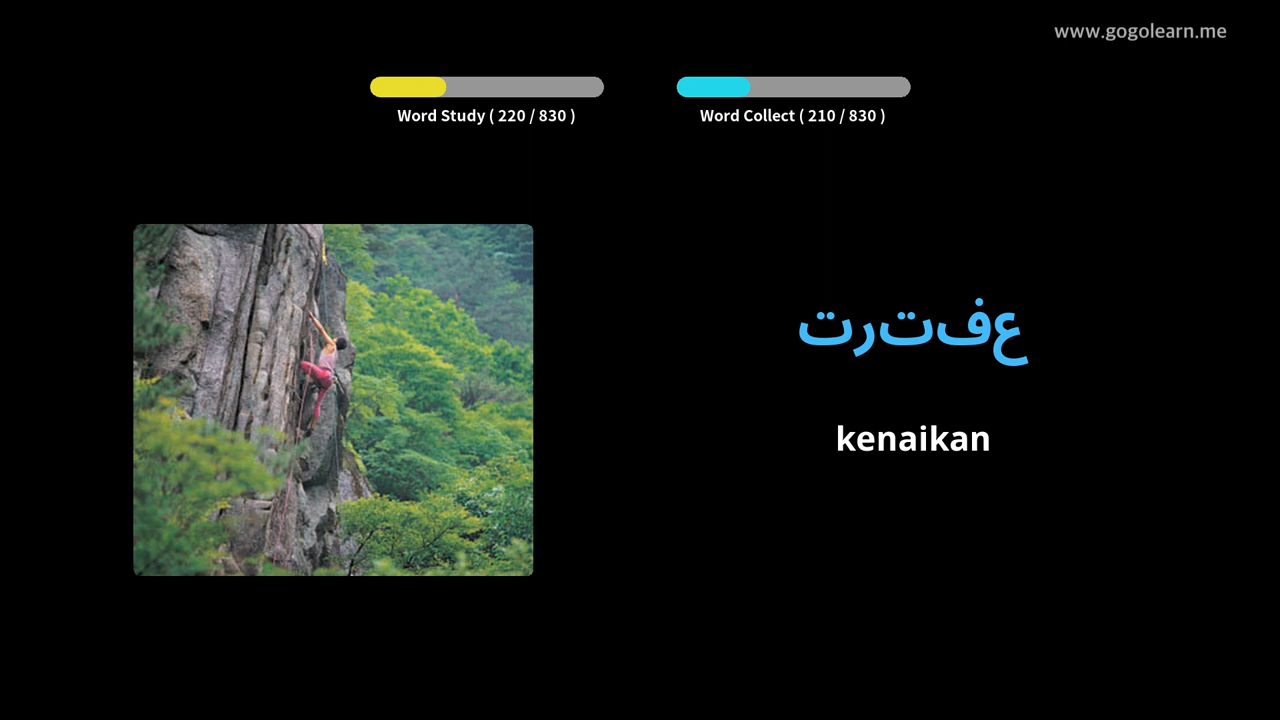 www.gogolearn.me
Word Study ( 220 / 830 )
Word Collect ( 210 / 830 )
ترتفع
kenaikan